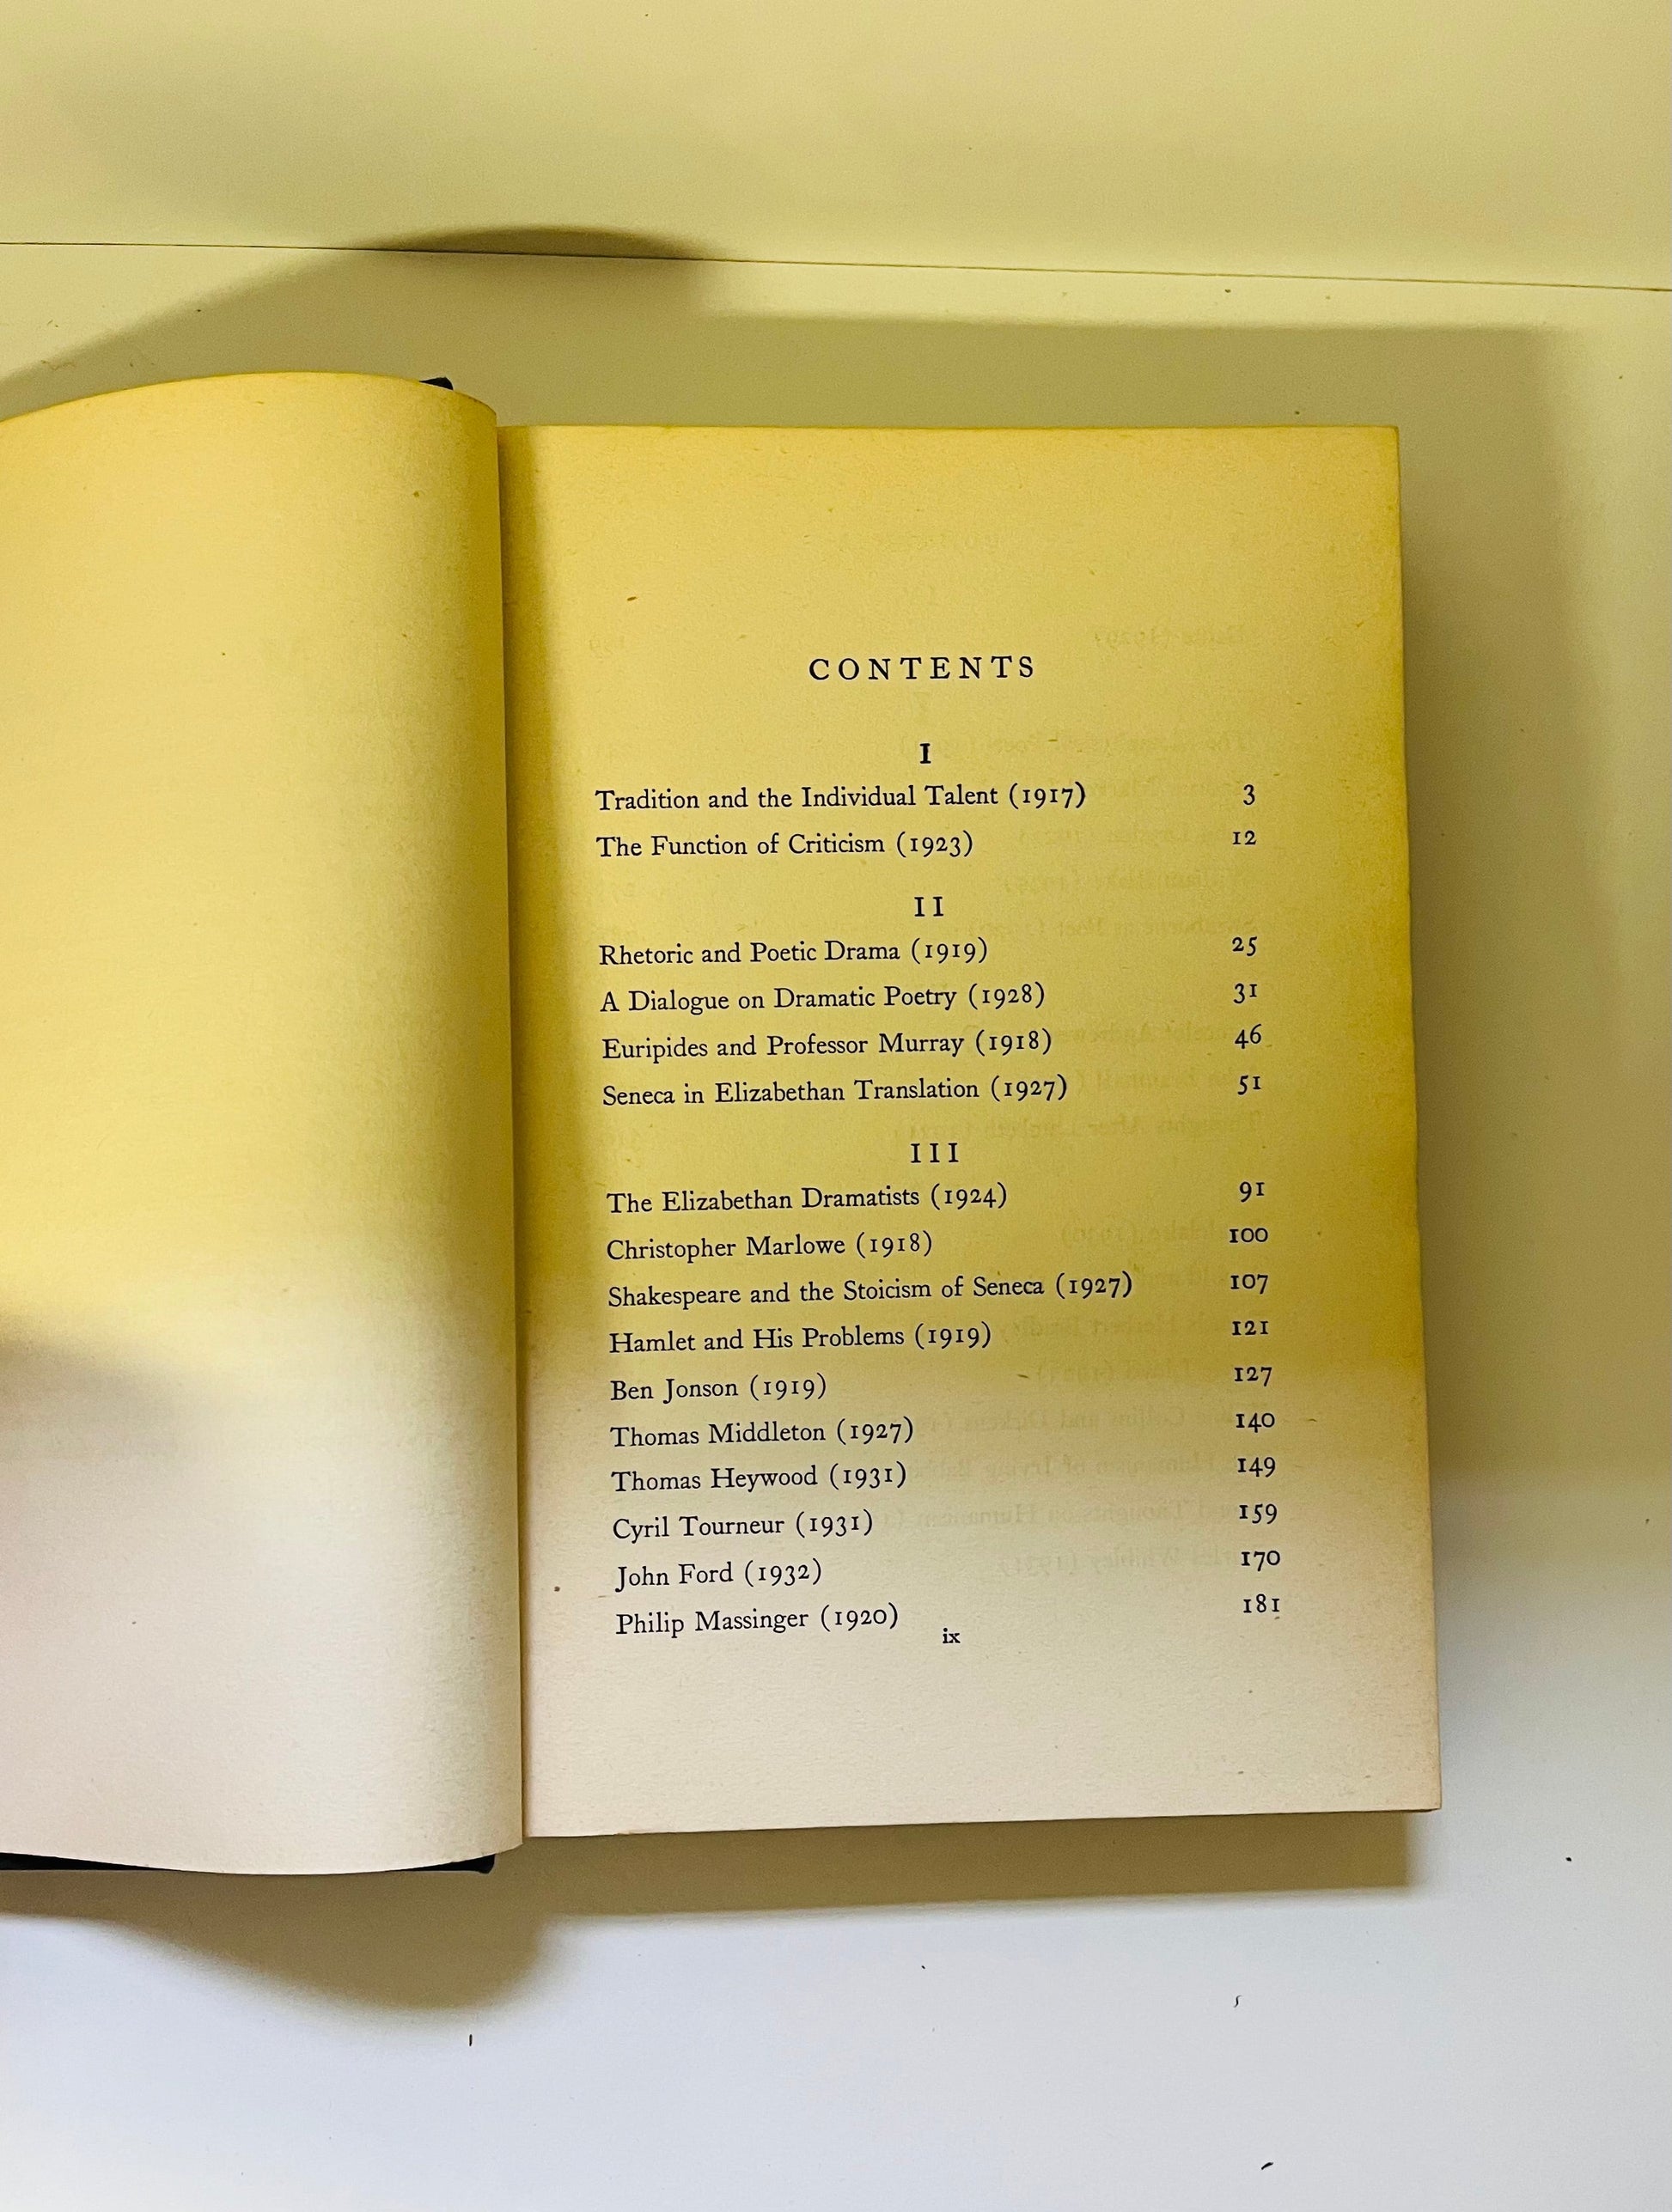 CONTENTS
I
Tradition and the Individual Talent (1917) 3
The Function of Criticism (1923) 12
II
Rhetoric and Poetic Drama (1919) 25
A Dialogue on Dramatic Poetry (1928) 31
Euripides and Professor Murray (1918) 46
Seneca in Elizabethan Translation (1927) 51
III
The Elizabethan Dramatists (1924) 91
Christopher Marlowe (1918) 100
Shakespeare and the Stoicism of Seneca (1927) 107
Hamlet and His Problems (1919) 121
Ben Jonson (1919) 127
Thomas Middleton (1927) 140
Thomas Heywood (1931) 149
Cyril Tourneur (1931) 159
John Ford (1932) 170
Philip Massinger (1920) 181
ix